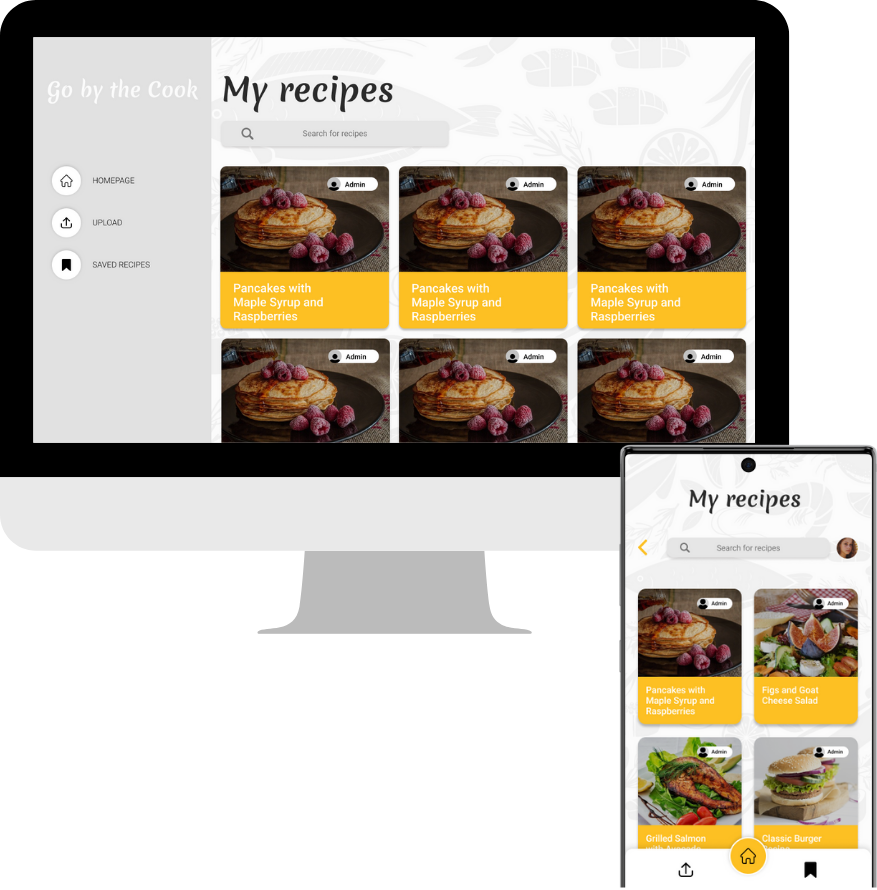 Go by the Cook
My recipes
Search for recipes
HOMEPAGE
UPLOAD
SAVED RECIPES
Admin
Admin
Admin
Pancakes with
Maple Syrup and
Raspberries
Pancakes with
Maple Syrup and
Raspberries
Pancakes with
Maple Syrup and
Raspberries
Admin
Admin
Admin
My recipes
Search for recipes
Admin
Admin
Pancakes with
Maple Syrup and
Raspberries
Figs and Goat
Cheese Salad
Admin
Admin
Grilled Salmon
Classic Burger